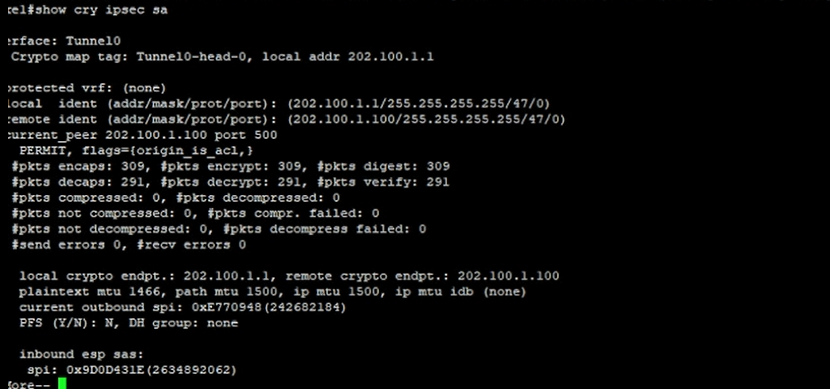 rel#show cry ipsec sa
erface: Tunnel0
Crypto map tag: Tunnel0-head-0, local addr 202.100.1.1
protected vrf: (none)
local  ident (addr/mask/prot/port): (202.100.1.1/255.255.255.255/47/0)
remote ident (addr/mask/prot/port): (202.100.1.100/255.255.255.255/47/0)
current_peer 202.100.1.100 port 500
PERMIT, flags={origin_is_acl,}
#pkts encaps: 309, #pkts encrypt: 309, #pkts digest: 309
#pkts decaps: 291, #pkts decrypt: 291, #pkts verify: 291
#pkts compressed: 0, #pkts decompressed: 0
#pkts not compressed: 0, #pkts compr. failed: 0
#pkts not decompressed: 0, #pkts decompress failed: 0
#send errors 0, #recv errors 0
local crypto endpt.: 202.100.1.1, remote crypto endpt.: 202.100.1.100
plaintext mtu 1466, path mtu 1500, ip mtu 1500, ip mtu idb (none)
current outbound spi: 0xE770948(242682184)
PFS (Y/N): N, DH group: none
inbound esp sas:
spi: 0x9D0D431E(2634892062)
More--